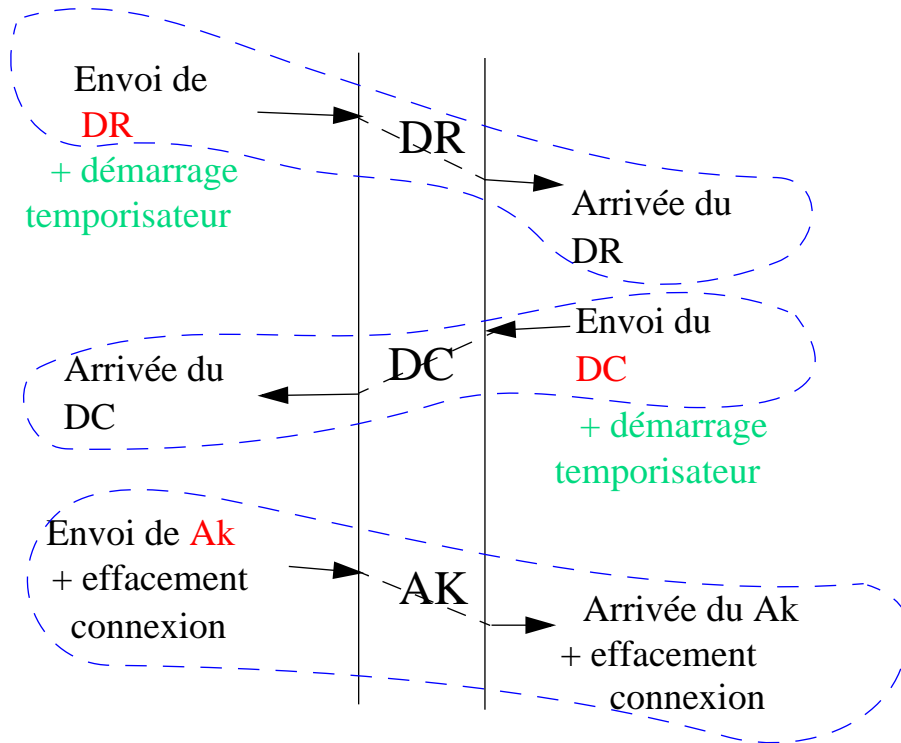 Envoi de
DR
+ démarrage
temporisateur
DR
Arrivée du
DR
Envoi du
DC
+ démarrage
temporisateur
DC
Arrivée du
DC
Envoi de Ak
+ effacement
connexion
AK
Arrivée du Ak
+ effacement
connexion